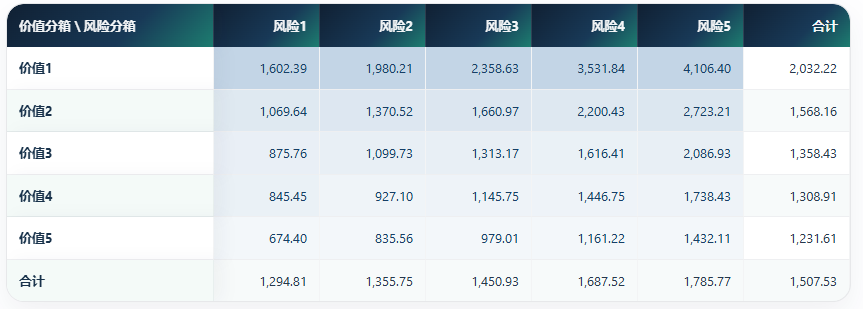 价值分箱 \ 风险分箱 风险1 风险2 风险3 风险4 风险5 合计
价值1 1,602.39 1,980.21 2,358.63 3,531.84 4,106.40 2,032.22
价值2 1,069.64 1,370.52 1,660.97 2,200.43 2,723.21 1,568.16
价值3 875.76 1,099.73 1,313.17 1,616.41 2,086.93 1,358.43
价值4 845.45 927.10 1,145.75 1,446.75 1,738.43 1,308.91
价值5 674.40 835.56 979.01 1,161.22 1,432.11 1,231.61
合计 1,294.81 1,355.75 1,450.93 1,687.52 1,785.77 1,507.53